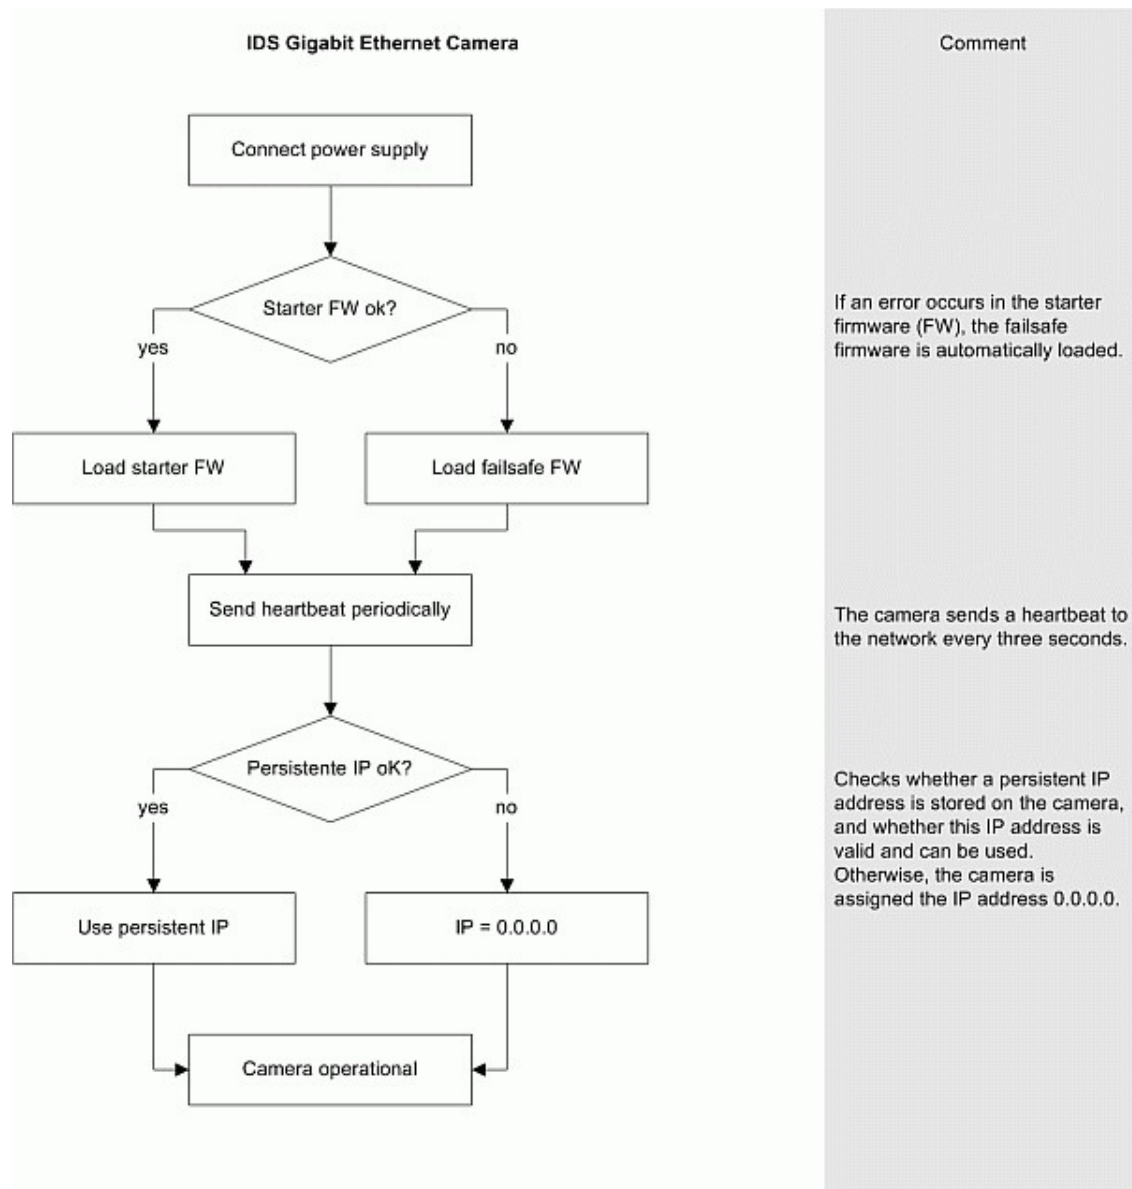 IDS Gigabit Ethernet Camera
Comment
Connect power supply
Starter FW ok?
If an error occurs in the starter
firmware (FW), the failsafe
firmware is automatically loaded.
yes
no
Load starter FW
Load failsafe FW
Send heartbeat periodically
The camera sends a heartbeat to
the network every three seconds.
Persistente IP oK?
Checks whether a persistent IP
address is stored on the camera,
and whether this IP address is
valid and can be used.
Otherwise, the camera is
assigned the IP address 0.0.0.0.
yes
no
Use persistent IP
IP = 0.0.0.0
Camera operational